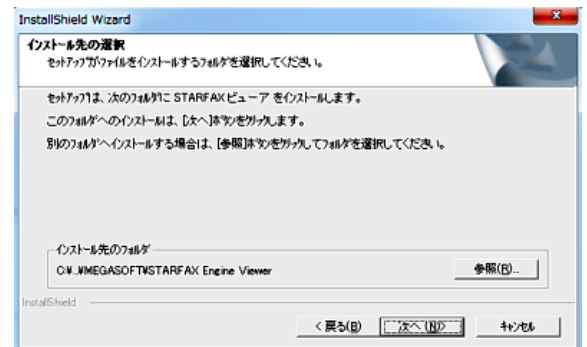 InstallShield Wizard
インストール先の選択
セットアップがファイルをインストールするフォルダを選択してください。
セットアップは、次のフォルダに STARFAXビューア をインストールします。
このフォルダへのインストールは、[次へ]ボタンをクリックします。
別のフォルダへインストールする場合は、[参照]ボタンをクリックしてフォルダを選択してください。
インストール先のフォルダ
C:¥..¥MEGASOFT¥STARFAX Engine Viewer
参照(R)...
InstallShield
< 戻る(B)
次へ(N)>
キャンセル